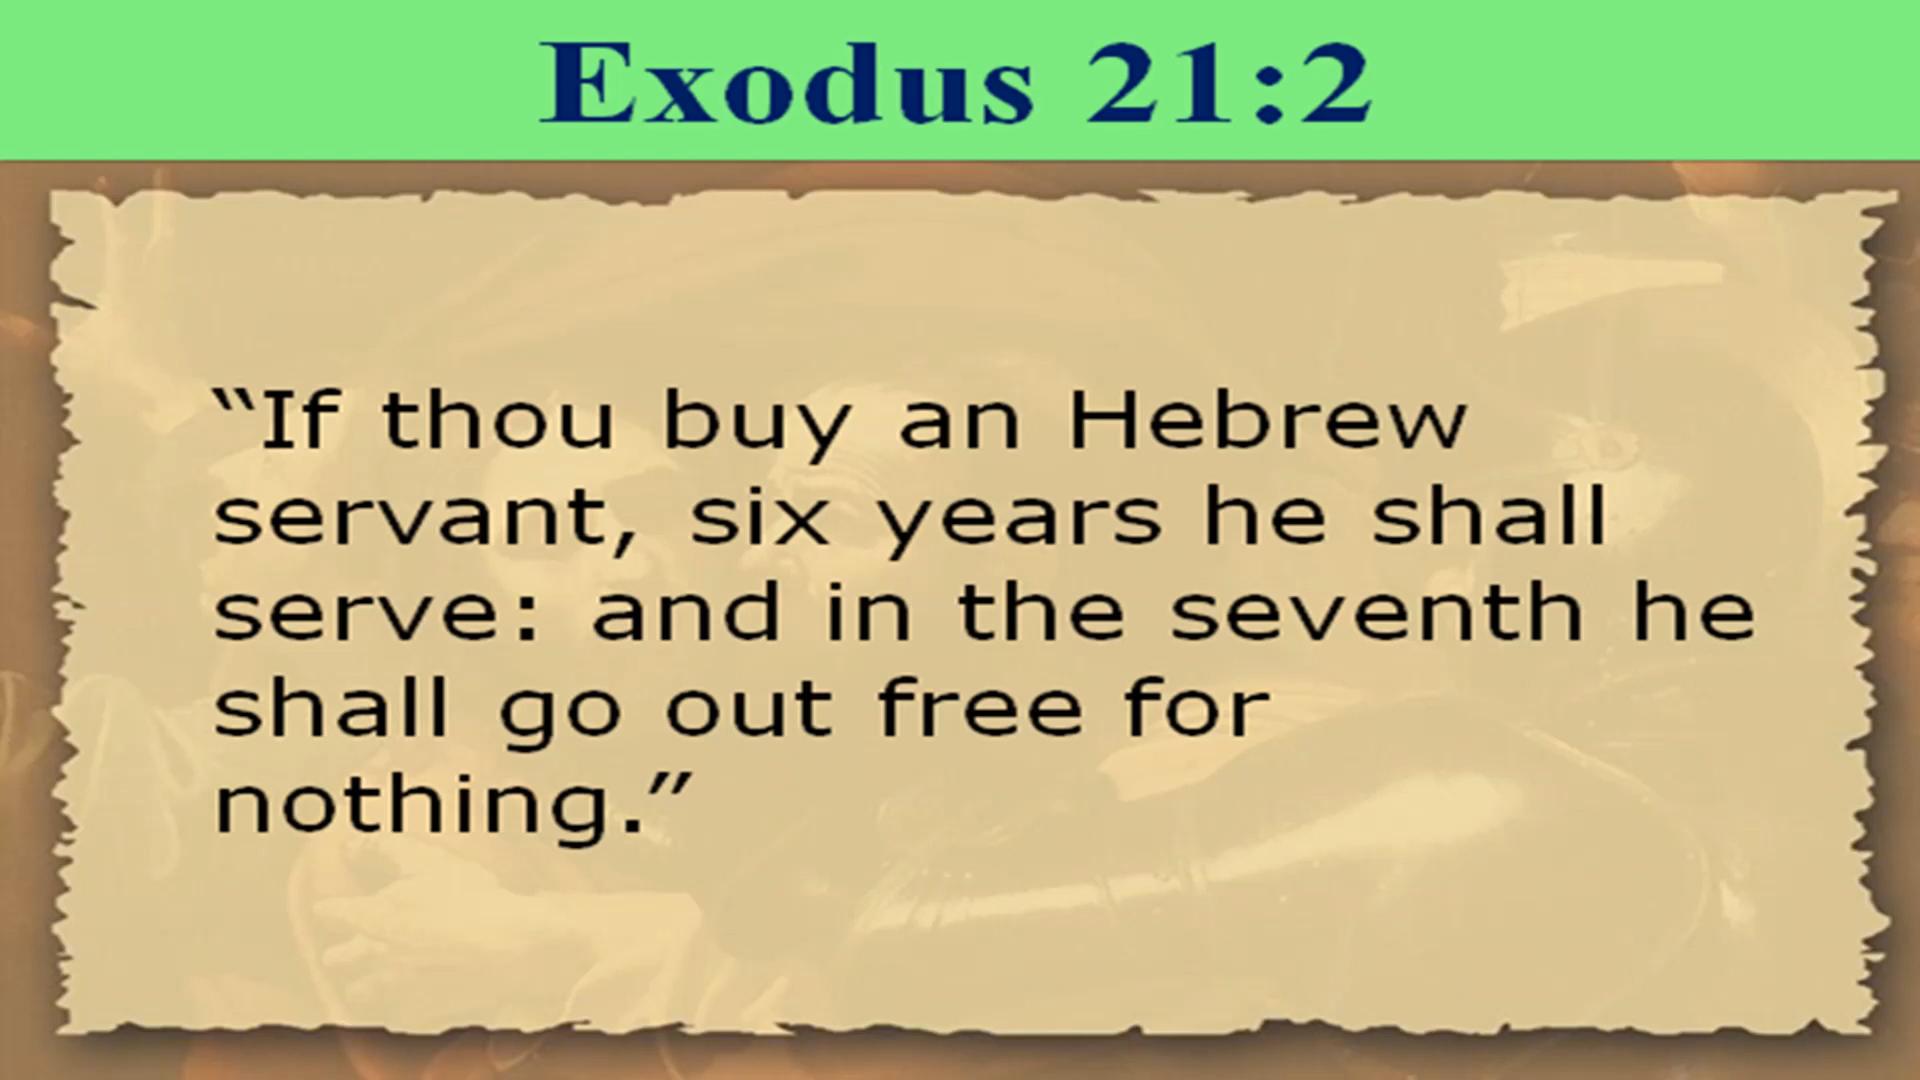 Exodus 21:2
“If thou buy an Hebrew
servant, six years he shall
serve: and in the seventh he
shall go out free for
nothing.”